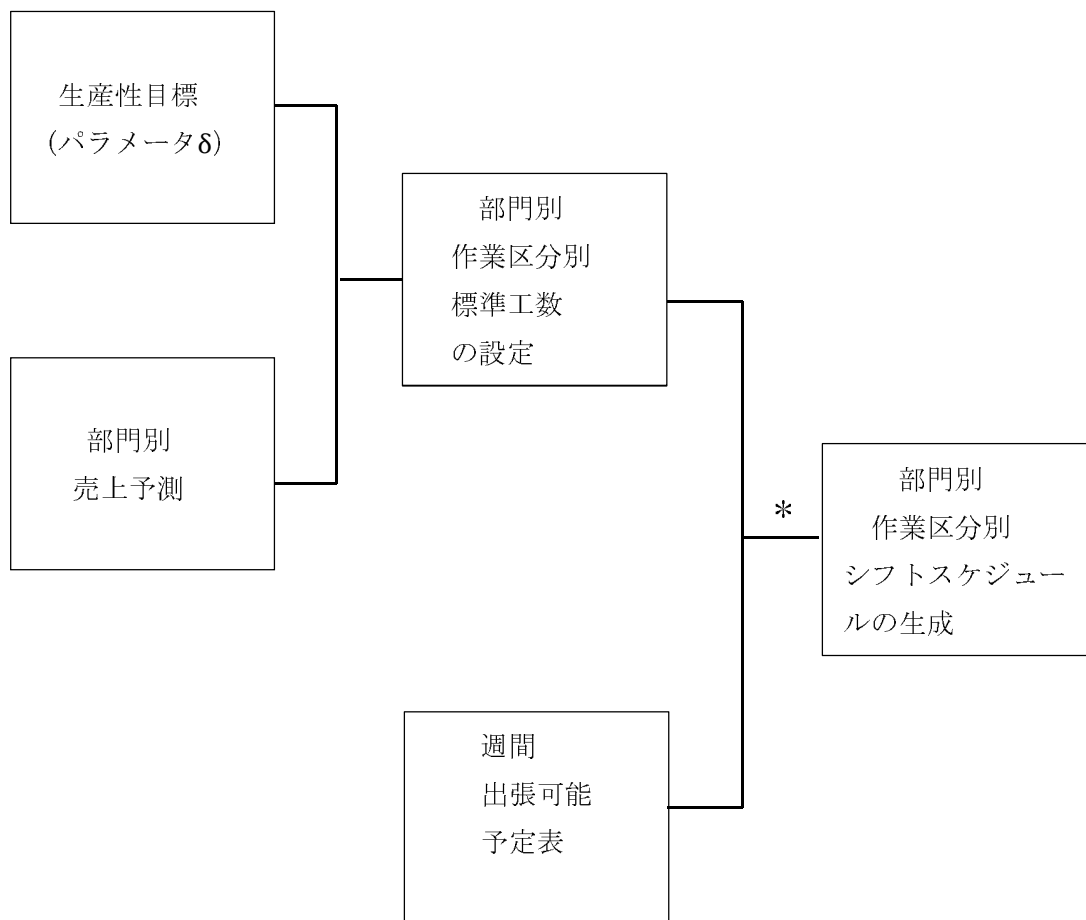 生産性目標
(パラメータδ)
部門別
売上予測
部門別
作業区分別
標準工数
の設定
週間
出張可能
予定表
*
部門別
作業区分別
シフトスケジュー
ルの生成